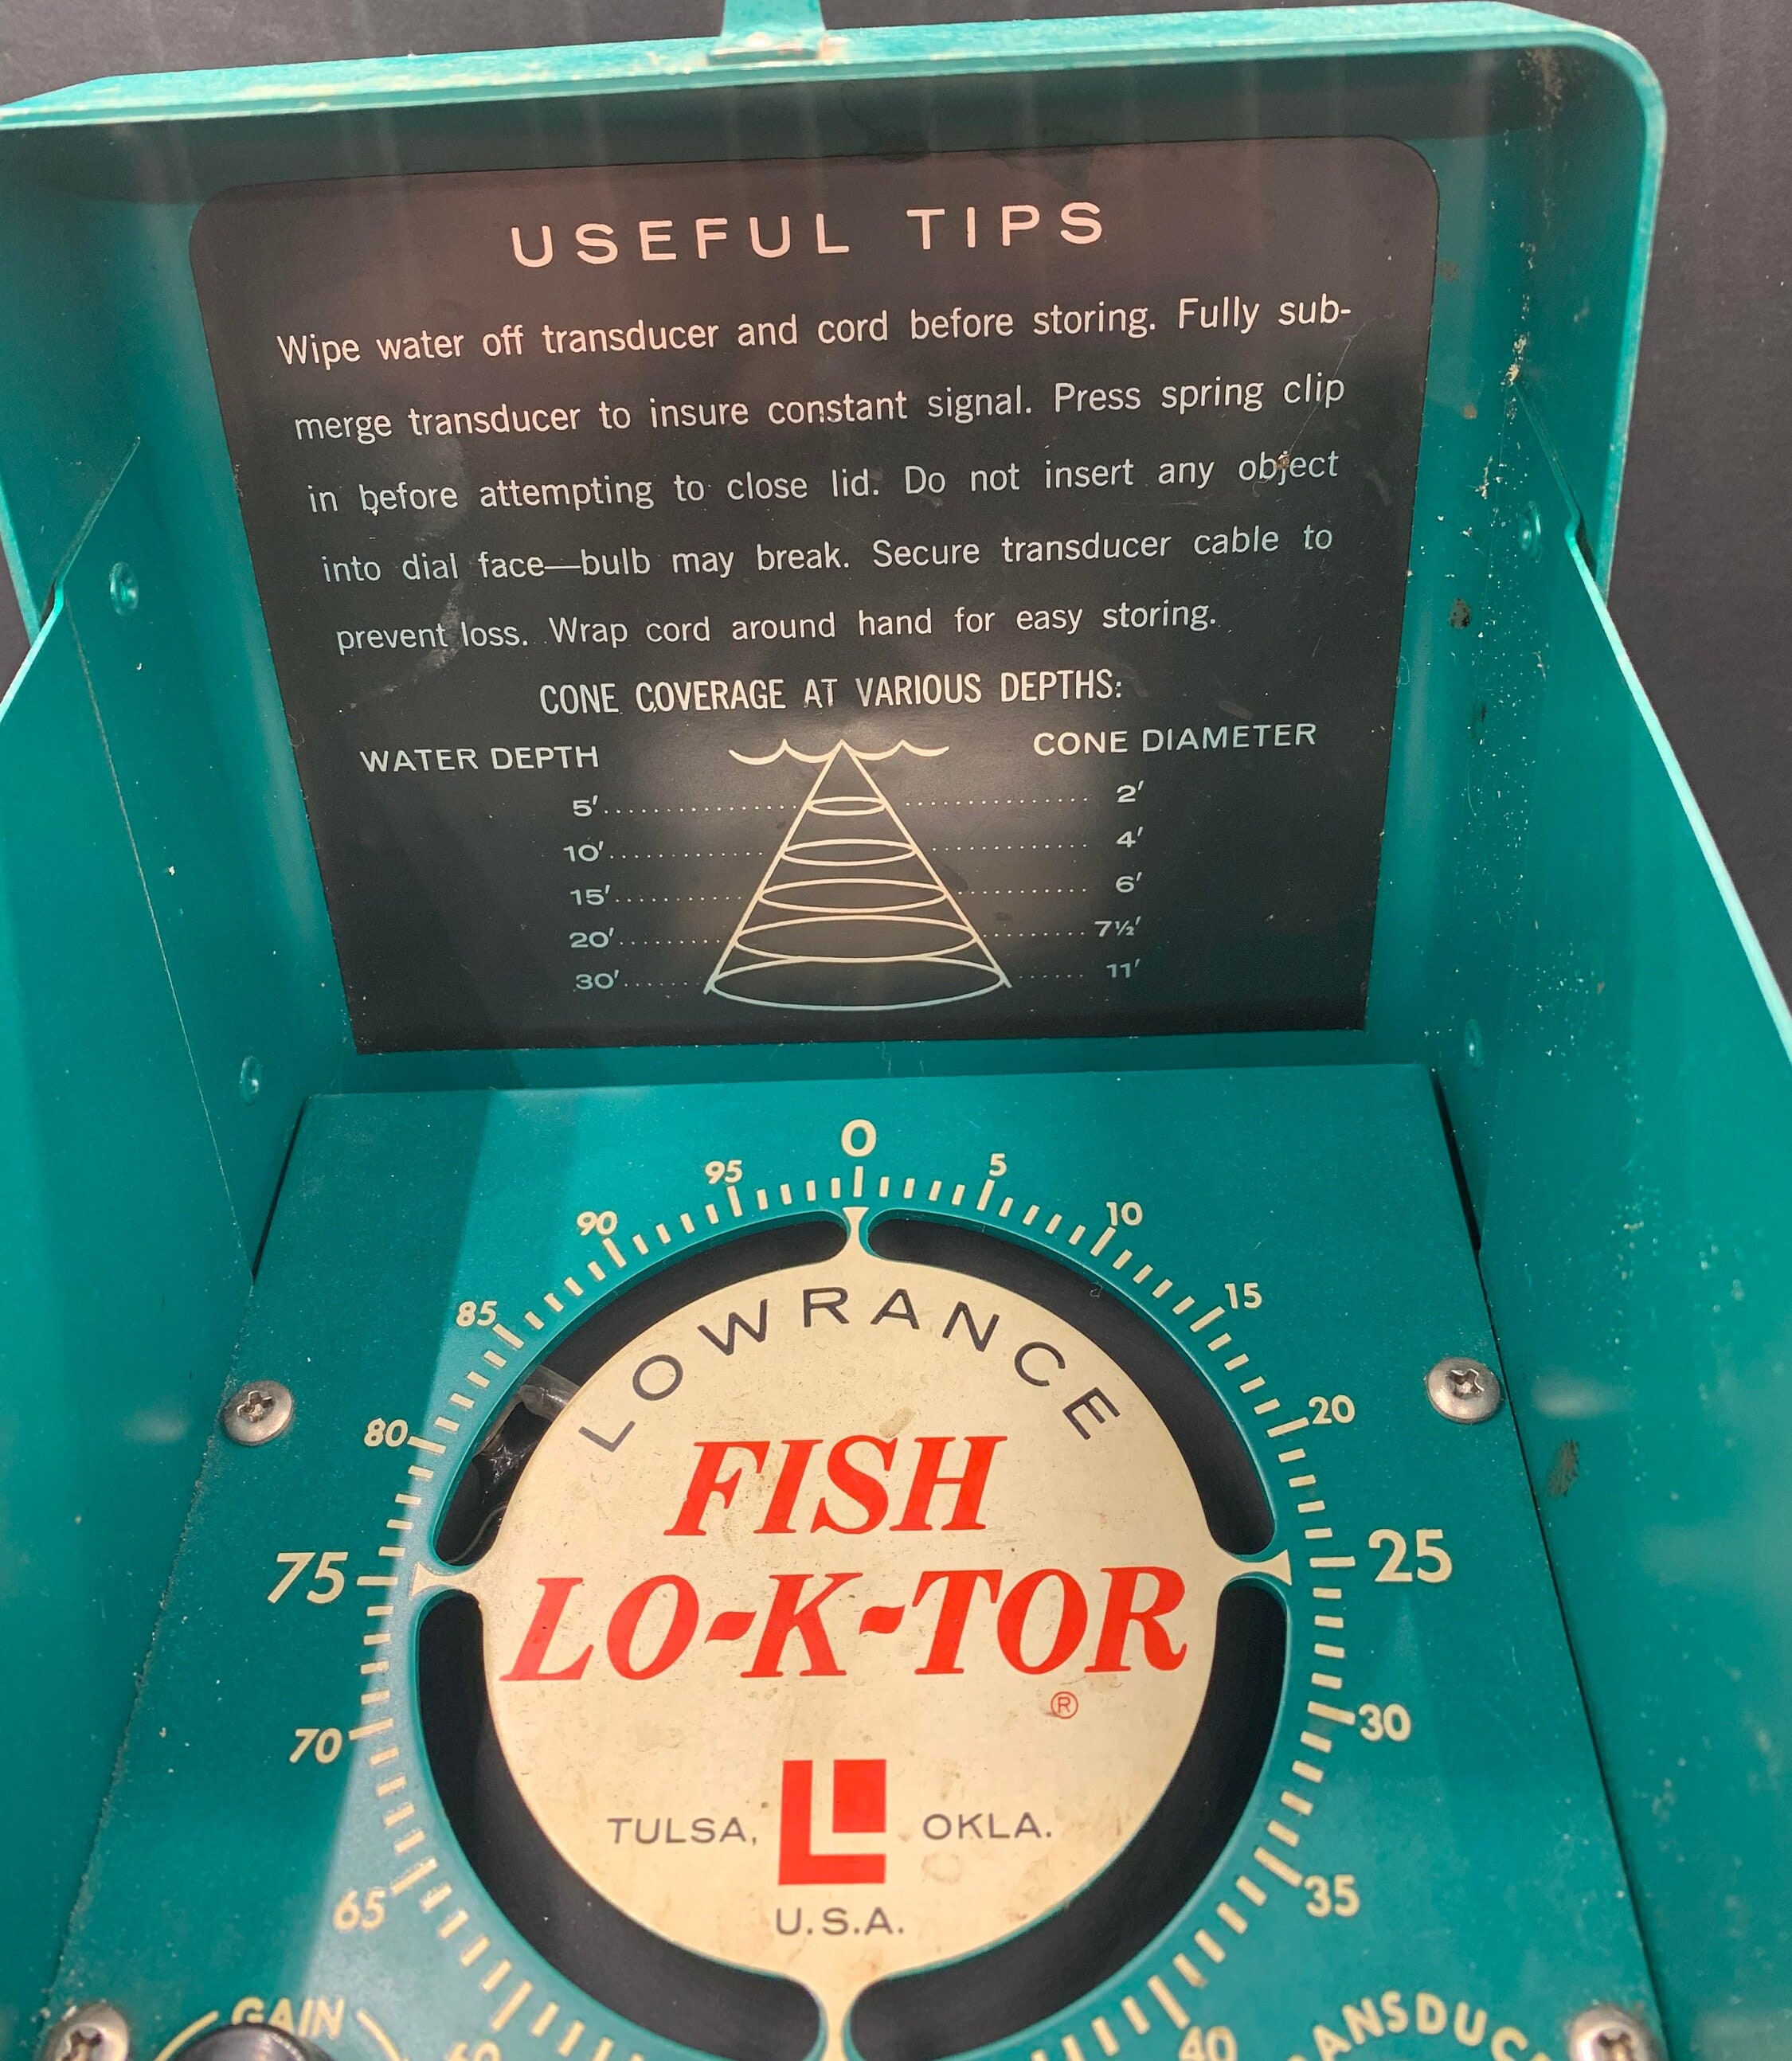 USEFUL TIPS
Wipe water off transducer and cord before storing. Fully sub-
merge transducer to insure constant signal. Press spring clip
in before attempting to close lid. Do not insert any object
into dial face—bulb may break. Secure transducer cable to
prevent loss. Wrap cord around hand for easy storing.
CONE COVERAGE AT VARIOUS DEPTHS:
WATER DEPTH CONE DIAMETER
5' 2'
10' 4'
15' 6'
20' 7½'
30' 11'
0
95 5
90 10
85 15
80 20
75 25
70 30
65 35
60 40
LOWRANCE
FISH
LO-K-TOR
®
TULSA, OKLA.
U.S.A.
GAIN